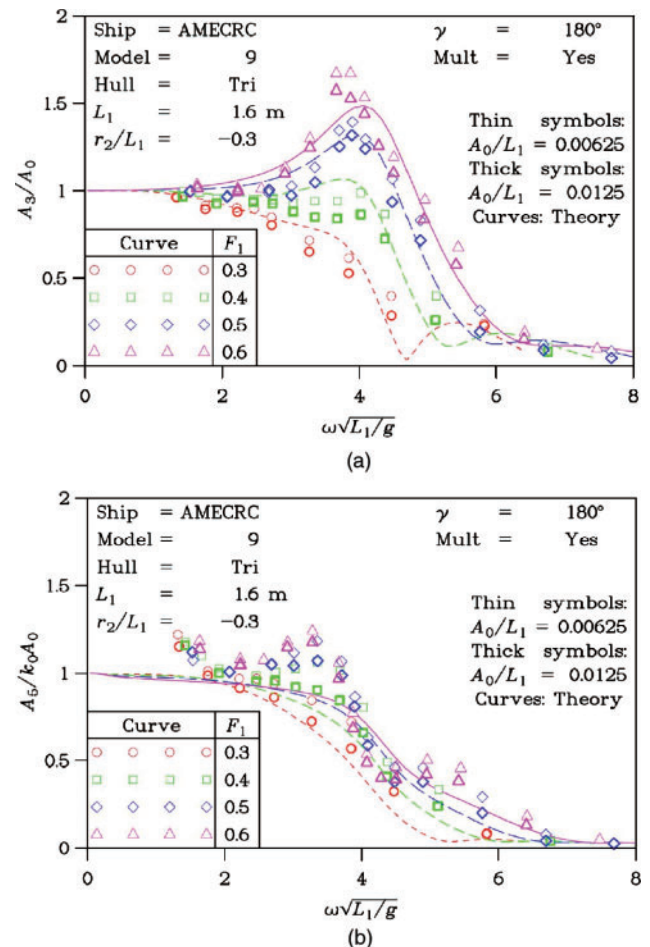 2
Ship = AMECRC
γ = 180°
Model = 9
Mult = Yes
Hull = Tri
L₁ = 1.6 m
r₂/L₁ = −0.3
Thin symbols:
A₀/L₁ = 0.00625
Thick symbols:
A₀/L₁ = 0.0125
Curves: Theory
1.5
A₃/A₀
1
Curve F₁
0.3
0.4
0.5
0.6
0.5
0
0 2 4 6 8
ω√L₁/g
(a)
2
Ship = AMECRC
γ = 180°
Model = 9
Mult = Yes
Hull = Tri
L₁ = 1.6 m
r₂/L₁ = −0.3
Thin symbols:
A₀/L₁ = 0.00625
Thick symbols:
A₀/L₁ = 0.0125
Curves: Theory
1.5
A₅/k₀A₀
1
Curve F₁
0.3
0.4
0.5
0.6
0.5
0
0 2 4 6 8
ω√L₁/g
(b)